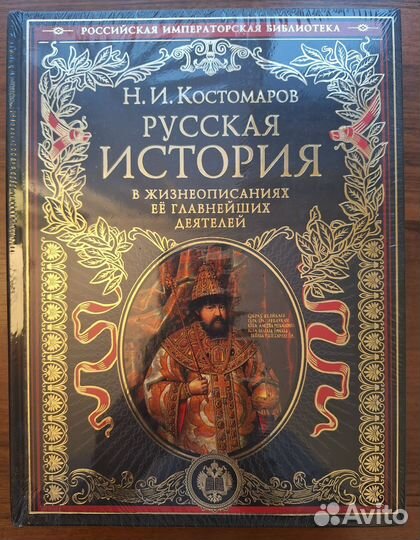 РОССИЙСКАЯ ИМПЕРАТОРСКАЯ БИБЛИОТЕКА
Н. И. КОСТОМАРОВ
РУССКАЯ
ИСТОРИЯ
В ЖИЗНЕОПИСАНИЯХ
ЕЁ ГЛАВНЕЙШИХ
ДЕЯТЕЛЕЙ
Avito